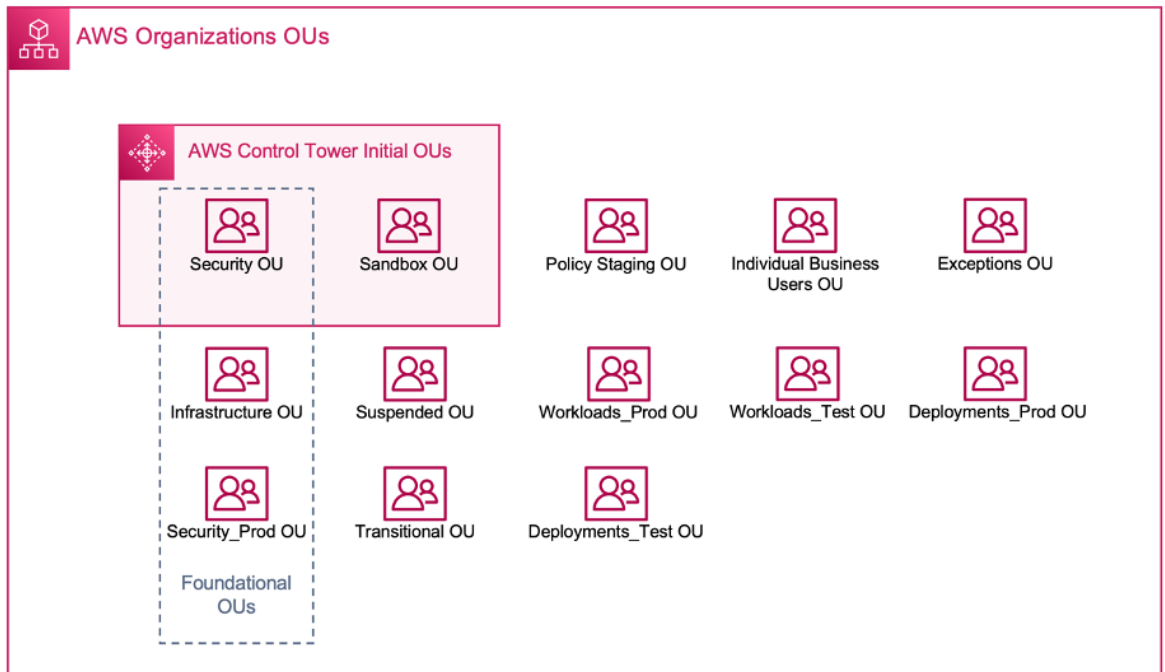 AWS Organizations OUs
AWS Control Tower Initial OUs
Security OU
Sandbox OU
Policy Staging OU
Individual Business
Users OU
Exceptions OU
Infrastructure OU
Suspended OU
Workloads_Prod OU
Workloads_Test OU
Deployments_Prod OU
Security_Prod OU
Transitional OU
Deployments_Test OU
Foundational
OUs